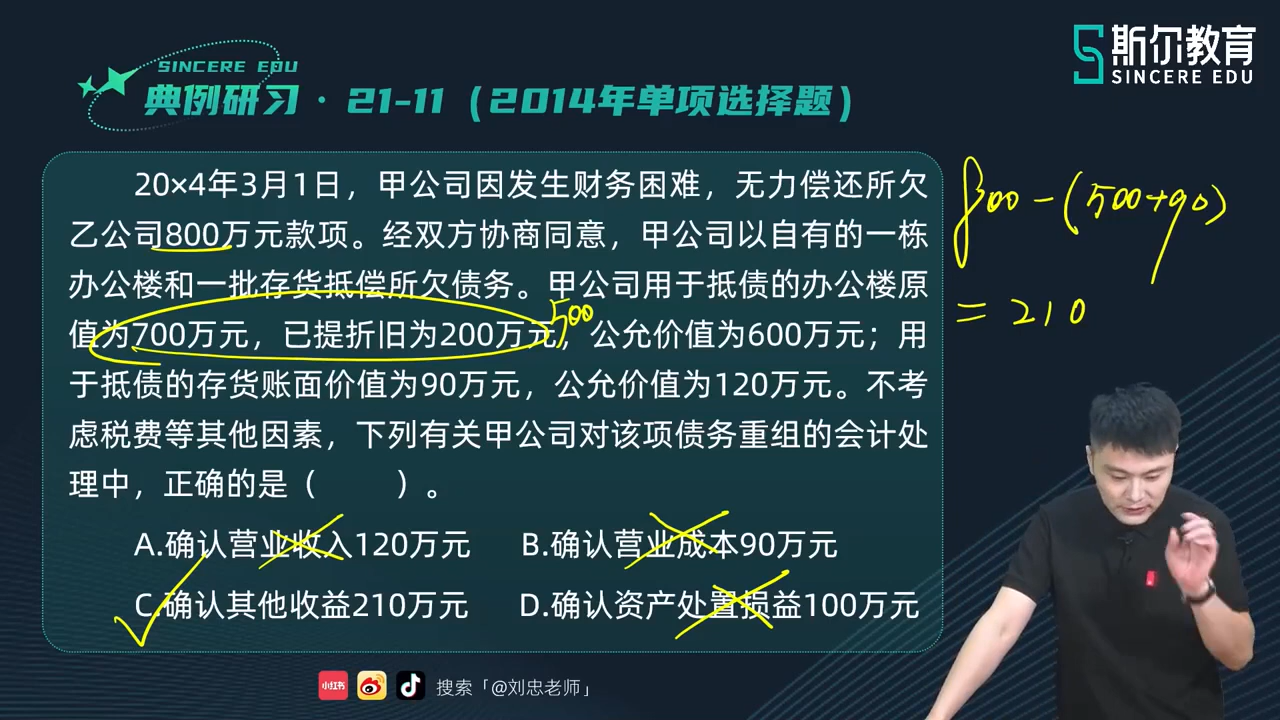 斯尔教育
SINCERE EDU
SINCERE EDU
典例研习 · 21-11（2014年单项选择题）
20×4年3月1日，甲公司因发生财务困难，无力偿还所欠
乙公司800万元款项。经双方协商同意，甲公司以自有的一栋
办公楼和一批存货抵偿所欠债务。甲公司用于抵债的办公楼原
值为700万元，已提折旧为200万元，公允价值为600万元；用
500
于抵债的存货账面价值为90万元，公允价值为120万元。不考
虑税费等其他因素，下列有关甲公司对该项债务重组的会计处
理中，正确的是（　　）。
A.确认营业收入120万元 B.确认营业成本90万元
C.确认其他收益210万元 D.确认资产处置损益100万元
800-(500+90)
=210
小红书
搜索「@刘忠老师」